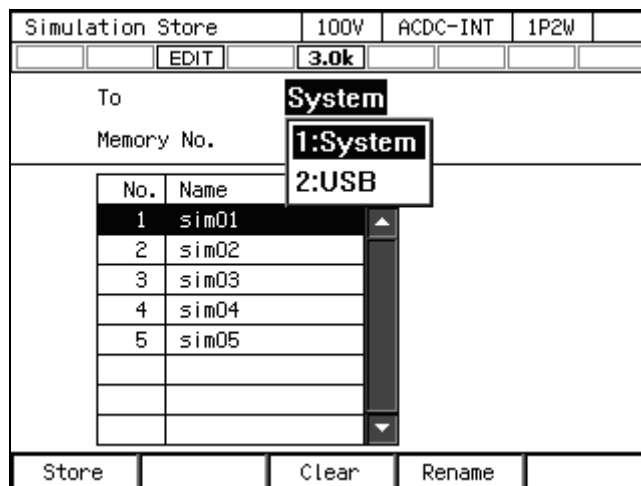 Simulation Store 100V ACDC-INT 1P2W
EDIT 3.0k
To System
Memory No. 1:System
2:USB
No. Name
1 sim01
2 sim02
3 sim03
4 sim04
5 sim05
Store Clear Rename